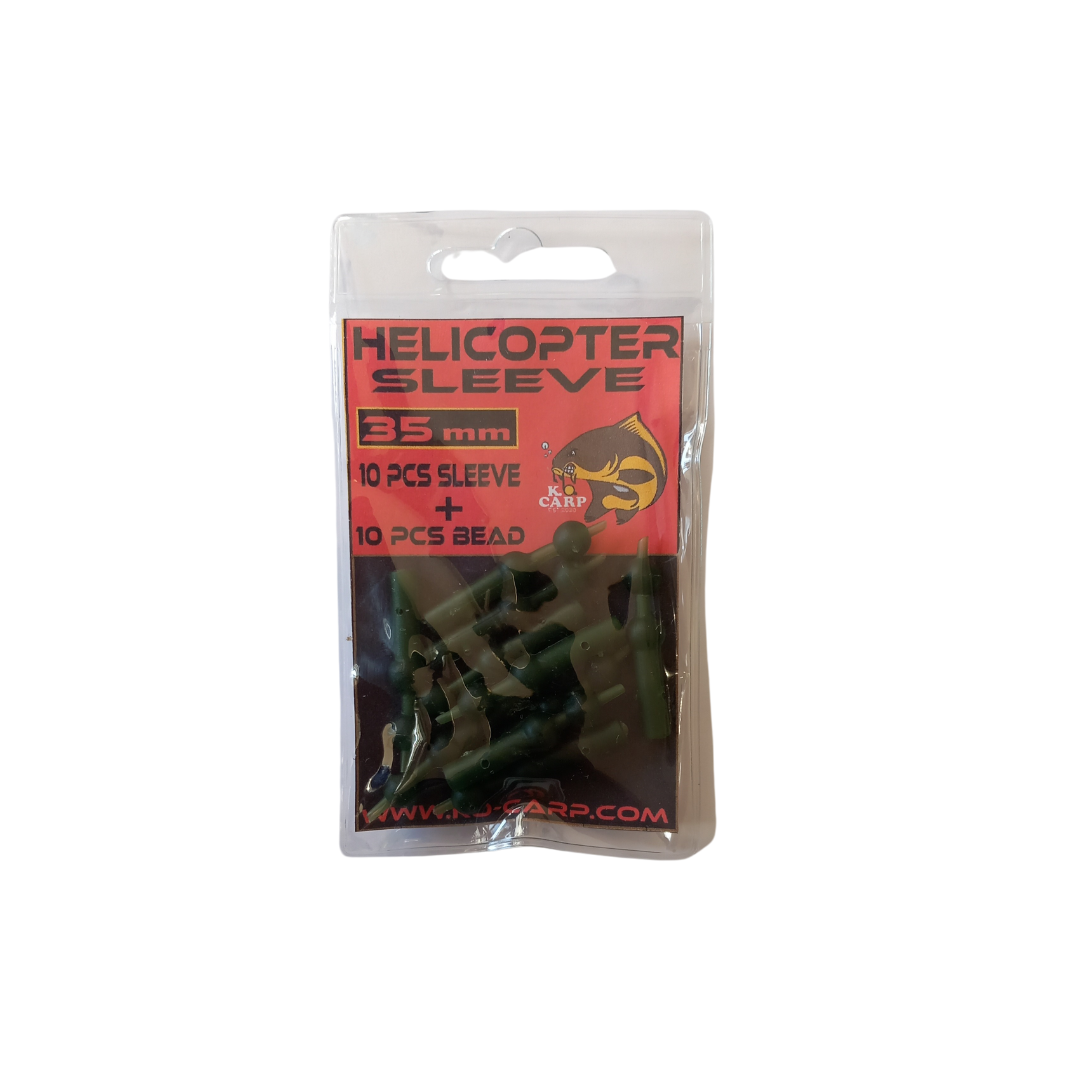 HELICOPTER
SLEEVE
35 mm
10 PCS SLEEVE
+
10 PCS BEAD
K.O
CARP
WWW.KO-CARP.COM